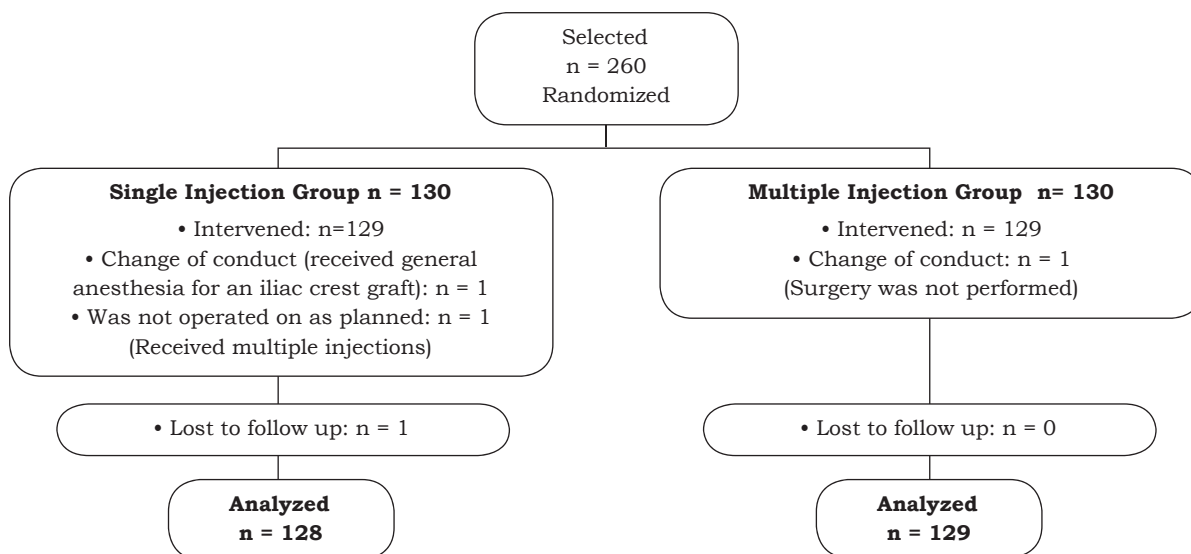 Selected
n = 260
Randomized
Single Injection Group n = 130
• Intervened: n=129
• Change of conduct (received general
anesthesia for an iliac crest graft): n = 1
• Was not operated on as planned: n = 1
(Received multiple injections)
Multiple Injection Group n= 130
• Intervened: n = 129
• Change of conduct: n = 1
(Surgery was not performed)
• Lost to follow up: n = 1
• Lost to follow up: n = 0
Analyzed
n = 128
Analyzed
n = 129